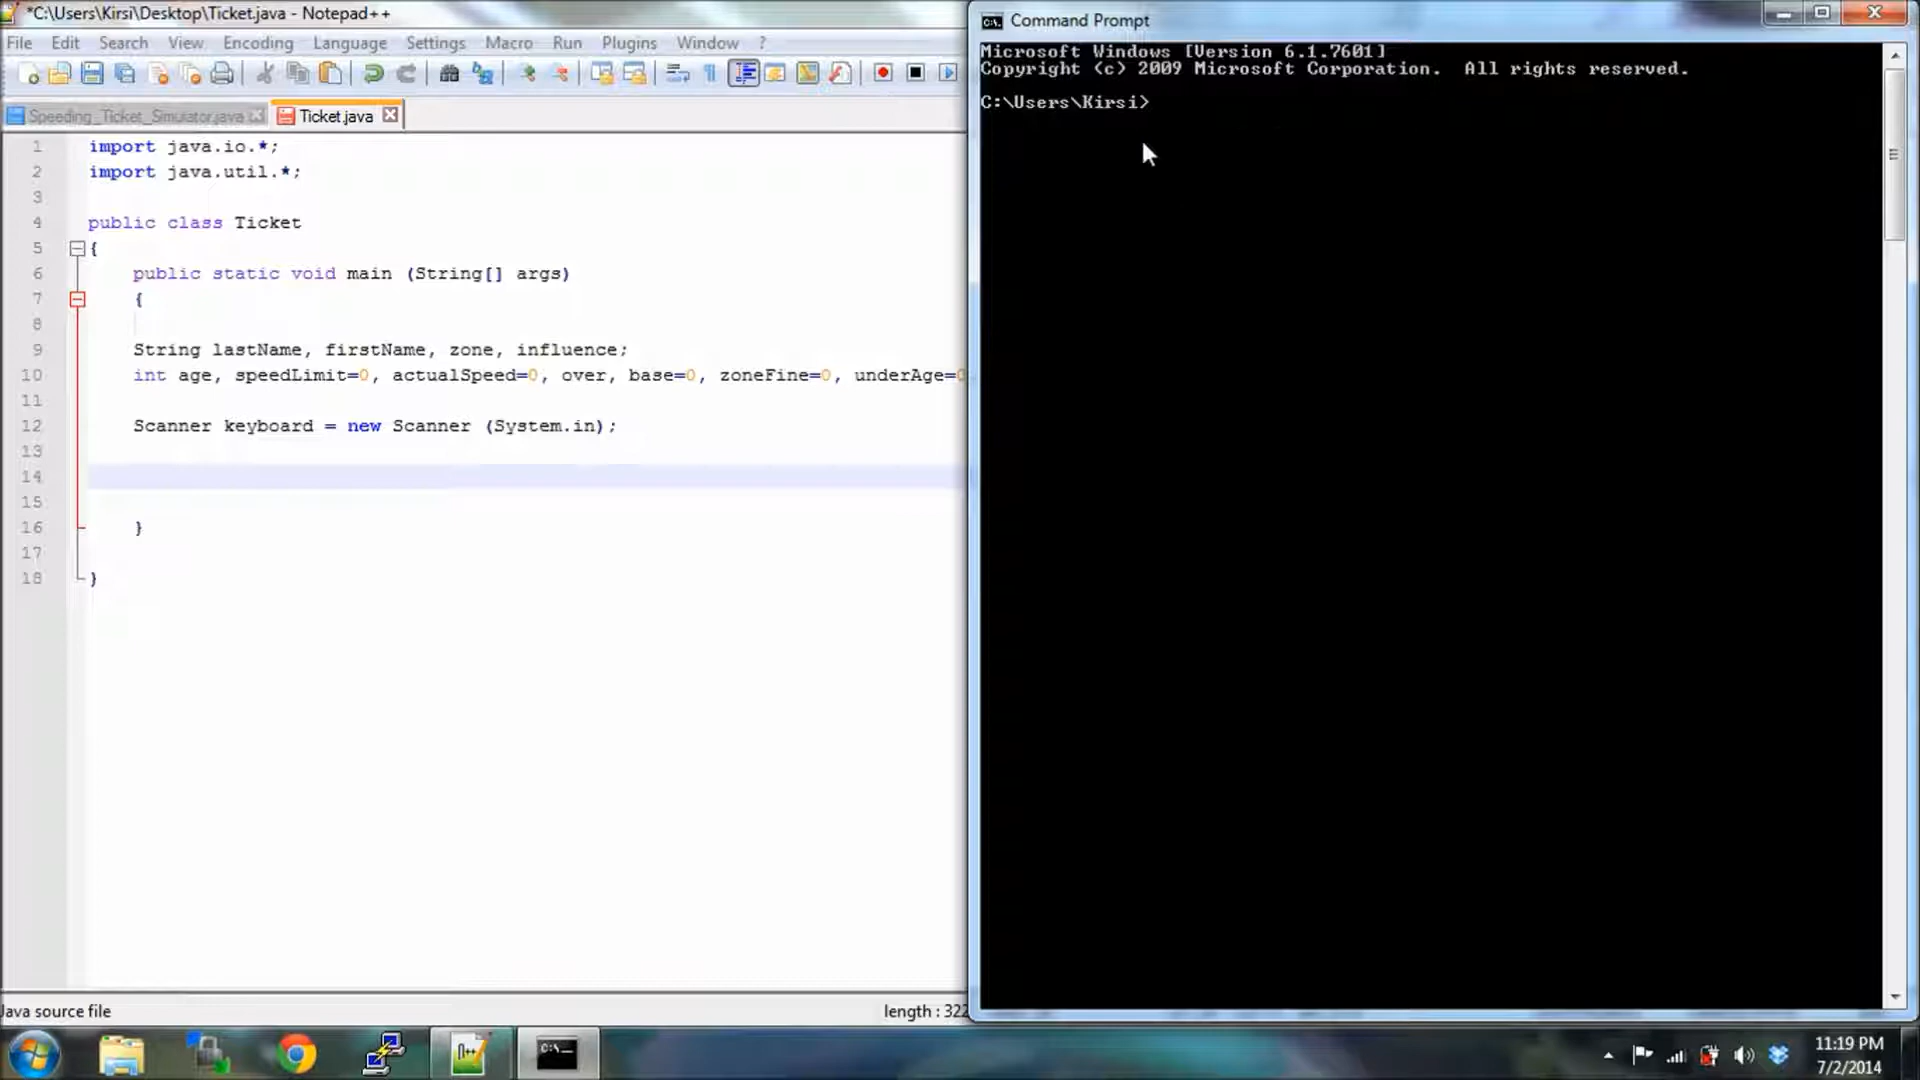 *C:\Users\Kirsi\Desktop\Ticket.java - Notepad++
File Edit Search View Encoding Language Settings Macro Run Plugins Window ?
Speeding_Ticket_Simulator.java Ticket.java
1 import java.io.*;
2 import java.util.*;
3
4 public class Ticket
5 {
6 public static void main (String[] args)
7 {
8
9 String lastName, firstName, zone, influence;
10 int age, speedLimit=0, actualSpeed=0, over, base=0, zoneFine=0, underAge=0
11
12 Scanner keyboard = new Scanner (System.in);
13
14
15
16 }
17
18 }
Java source file length : 322
Command Prompt
Microsoft Windows [Version 6.1.7601]
Copyright (c) 2009 Microsoft Corporation. All rights reserved.
C:\Users\Kirsi>
11:19 PM
7/2/2014